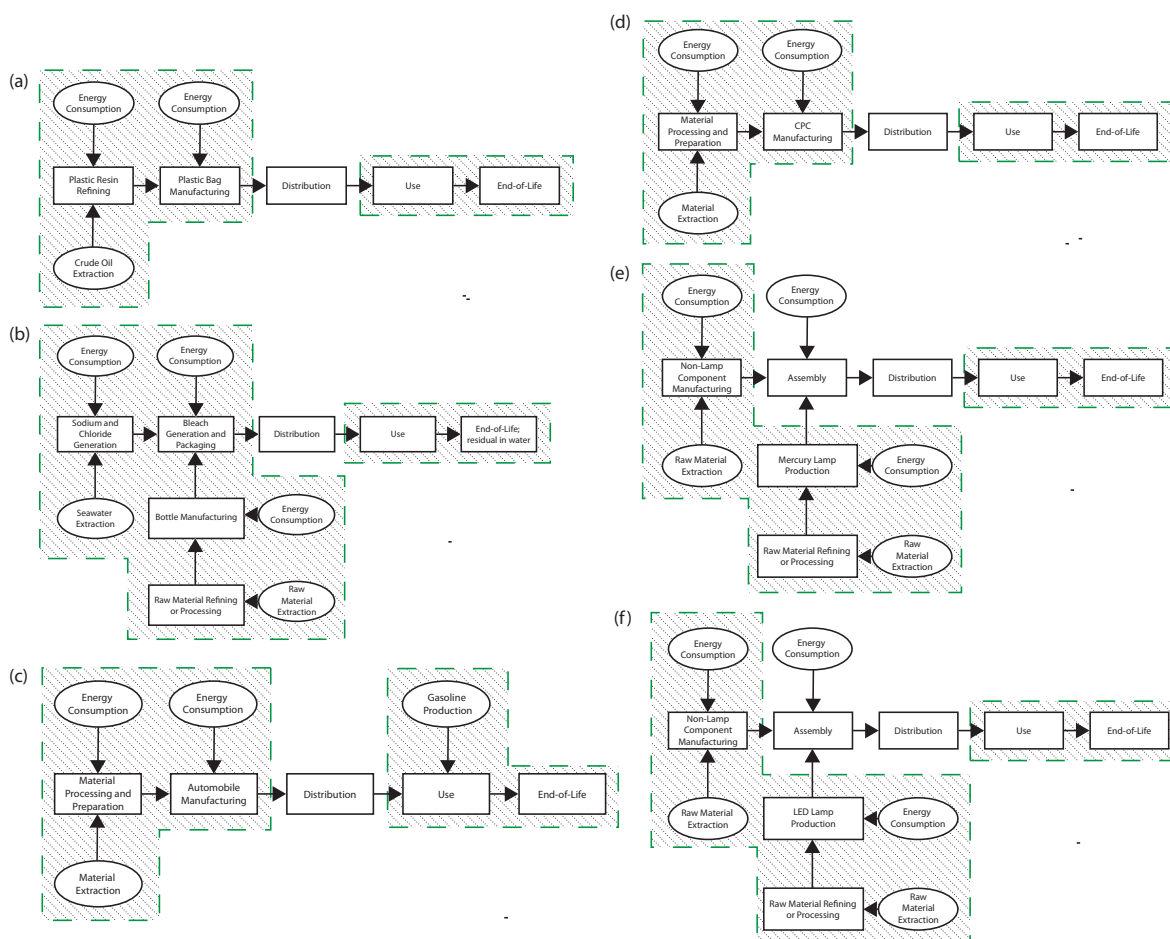 (a)
Energy
Consumption
Energy
Consumption
Plastic Resin
Refining
Plastic Bag
Manufacturing
Distribution
Use
End-of-Life
Crude Oil
Extraction
(b)
Energy
Consumption
Energy
Consumption
Sodium and
Chloride
Generation
Bleach
Generation and
Packaging
Distribution
Use
End-of-Life;
residual in water
Seawater
Extraction
Bottle Manufacturing
Energy
Consumption
Raw Material Refining
or Processing
Raw
Material
Extraction
(c)
Energy
Consumption
Energy
Consumption
Gasoline
Production
Material
Processing and
Preparation
Automobile
Manufacturing
Distribution
Use
End-of-Life
Material
Extraction
(d)
Energy
Consumption
Energy
Consumption
Material
Processing and
Preparation
CPC
Manufacturing
Distribution
Use
End-of-Life
Material
Extraction
(e)
Energy
Consumption
Energy
Consumption
Non-Lamp
Component
Manufacturing
Assembly
Distribution
Use
End-of-Life
Raw Material
Extraction
Mercury Lamp
Production
Energy
Consumption
Raw Material Refining
or Processing
Raw
Material
Extraction
(f)
Energy
Consumption
Energy
Consumption
Non-Lamp
Component
Manufacturing
Assembly
Distribution
Use
End-of-Life
Raw Material
Extraction
LED Lamp
Production
Energy
Consumption
Raw Material Refining
or Processing
Raw
Material
Extraction